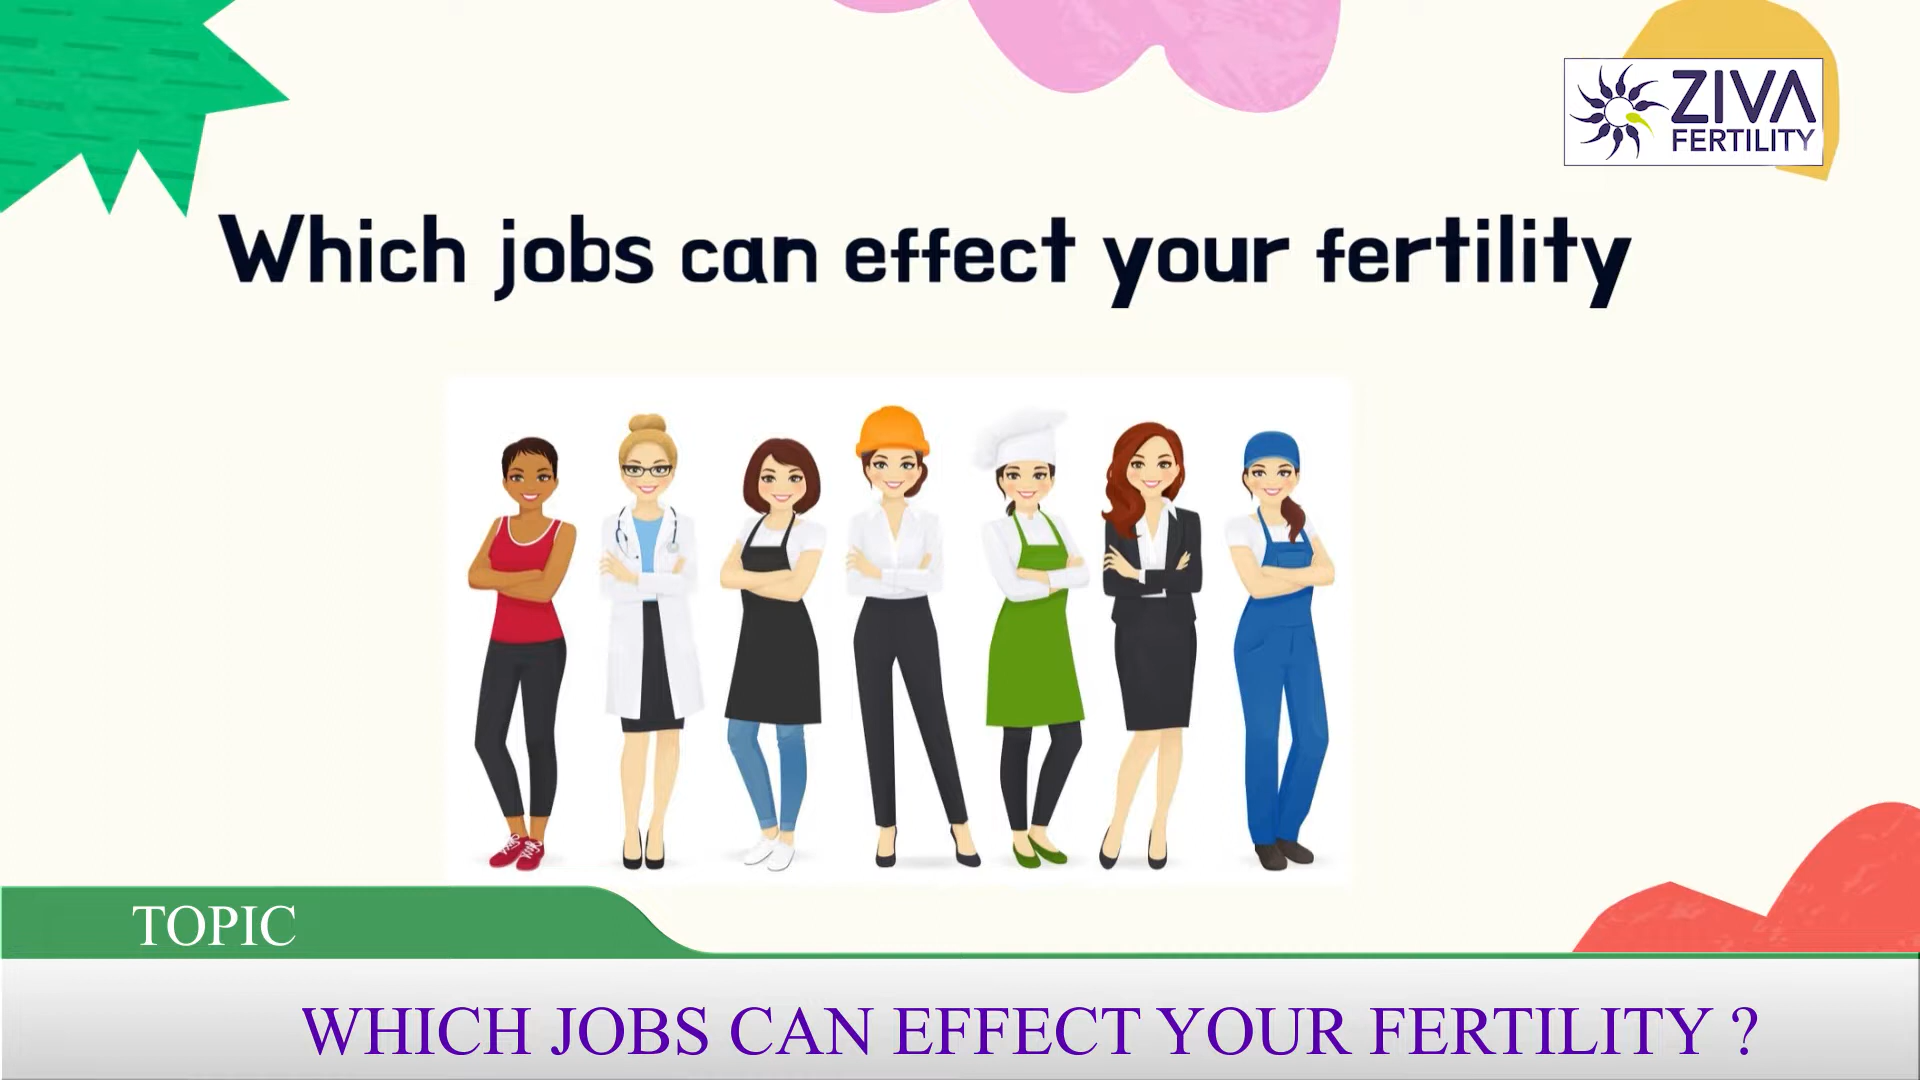 ZIVA
FERTILITY
Which jobs can effect your fertility
TOPIC
WHICH JOBS CAN EFFECT YOUR FERTILITY ?